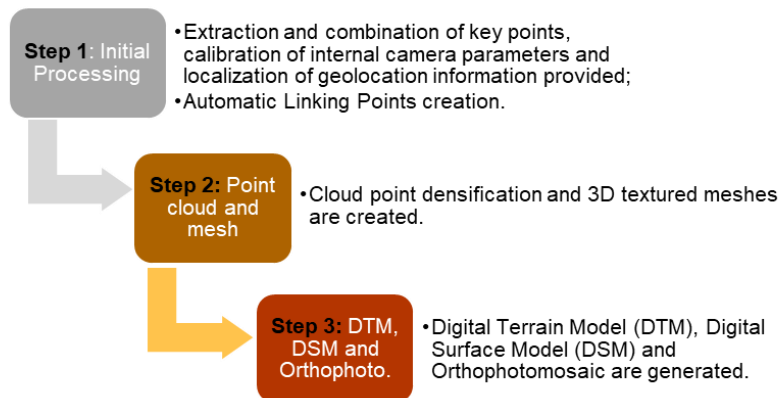 Step 1: Initial
Processing
•Extraction and combination of key points,
calibration of internal camera parameters and
localization of geolocation information provided;
•Automatic Linking Points creation.
Step 2: Point
cloud and
mesh
•Cloud point densification and 3D textured meshes
are created.
Step 3: DTM,
DSM and
Orthophoto.
•Digital Terrain Model (DTM), Digital
Surface Model (DSM) and
Orthophotomosaic are generated.